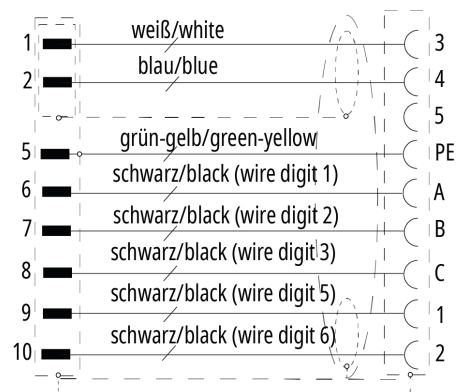 1 weiß/white 3
2 blau/blue 4
5
5 grün-gelb/green-yellow PE
6 schwarz/black (wire digit 1) A
7 schwarz/black (wire digit 2) B
8 schwarz/black (wire digit 3) C
9 schwarz/black (wire digit 5) 1
10 schwarz/black (wire digit 6) 2